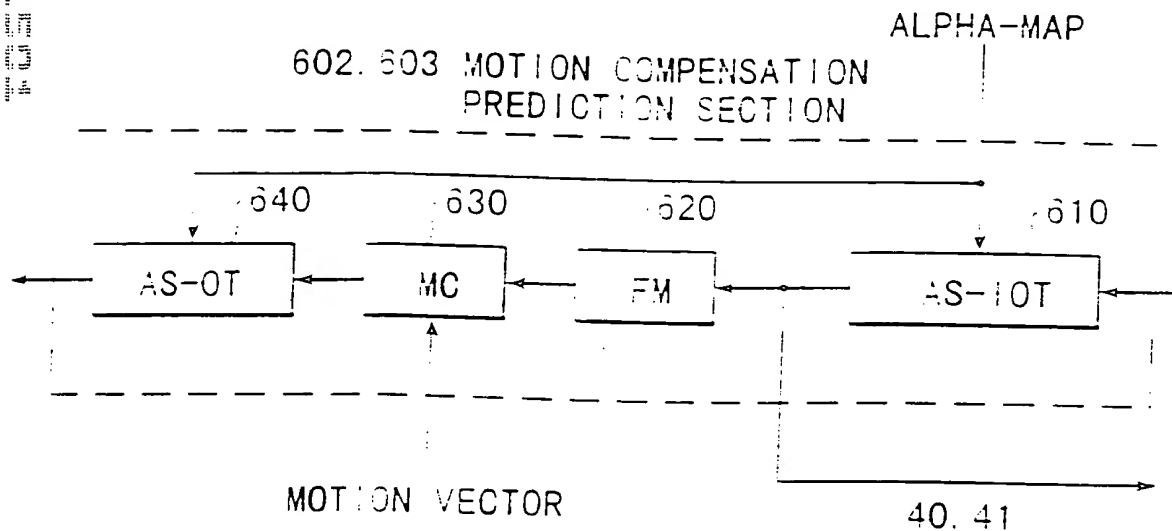 ALPHA-MAP
602. 603 MOTION COMPENSATION
PREDICTION SECTION
640
630
620
610
AS-OT
MC
FM
AS-IOT
MOTION VECTOR
40. 41